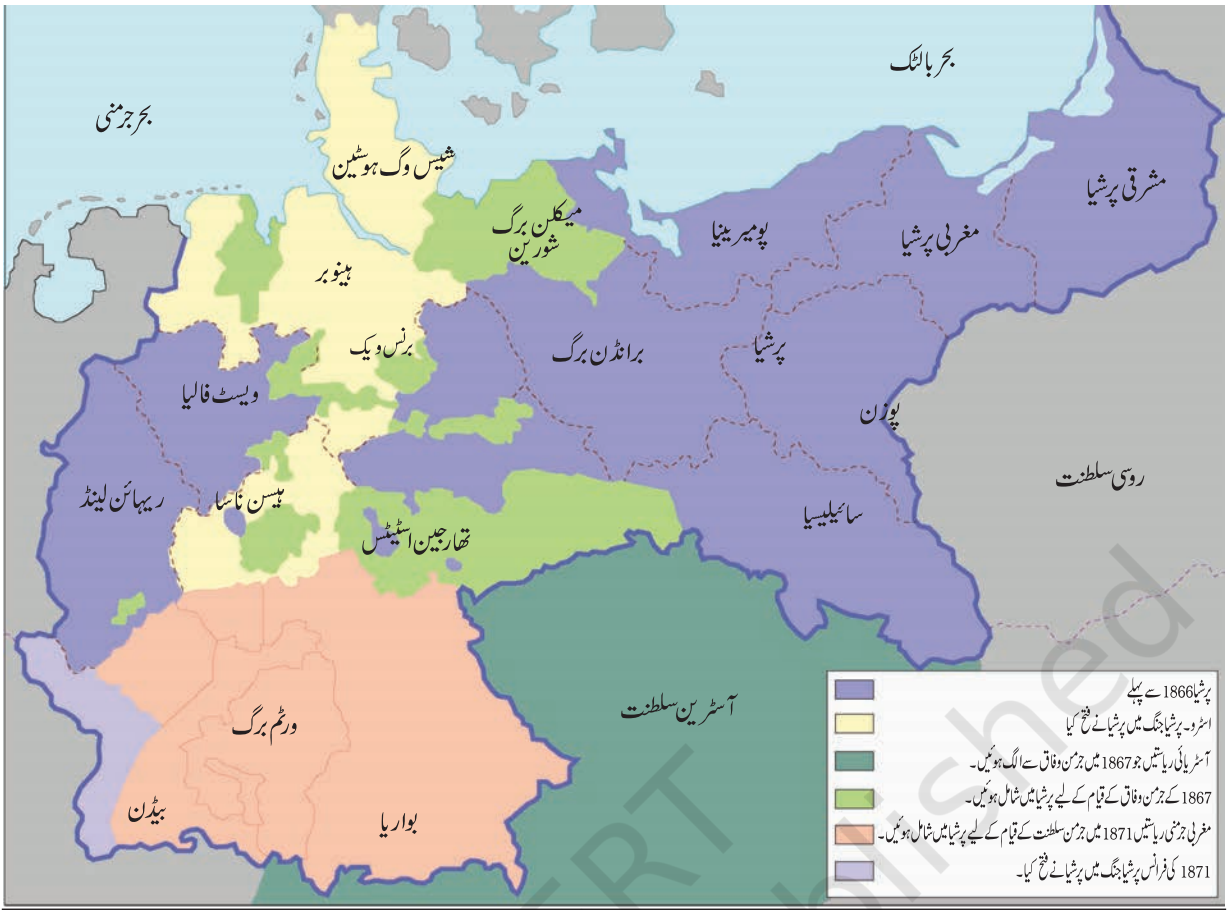 بحر بالٹک
بحر جرمنی
شیس وگ ہوسٹین
مشرقی پرشیا
میکلن برگ
شورین
پومیرینیا
مغربی پرشیا
ہینوبر
برنس ویک
برانڈن برگ
پرشیا
ویسٹ فالیا
پوزن
روسی سلطنت
ریہائن لینڈ
ہیسن ناسا
تھارجین اسٹیٹس
سائیلیسیا
آسٹرین سلطنت
ورٹم برگ
بیڈن
بواریا
پرشیا 1866 سے پہلے
اسٹرو۔ پرشیا جنگ میں پرشیا نے فتح کیا
آسٹریائی ریاستیں جو 1867 میں جرمن وفاق سے الگ ہوئیں۔
1867 کے جرمن وفاق کے قیام کے لیے پرشیا میں شامل ہوئیں۔
مغربی جرمنی ریاستیں 1871 میں جرمن سلطنت کے قیام کے لیے پرشیا میں شامل ہوئیں۔
1871 کی فرانس پرشیا جنگ میں پرشیا نے فتح کیا۔